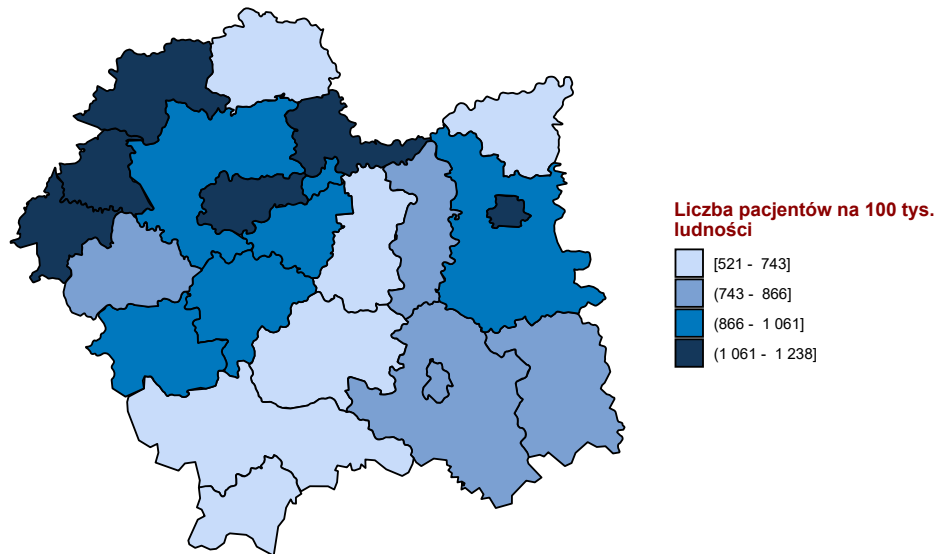 Liczba pacjentów na 100 tys.
ludności
[521 - 743]
(743 - 866]
(866 - 1 061]
(1 061 - 1 238]